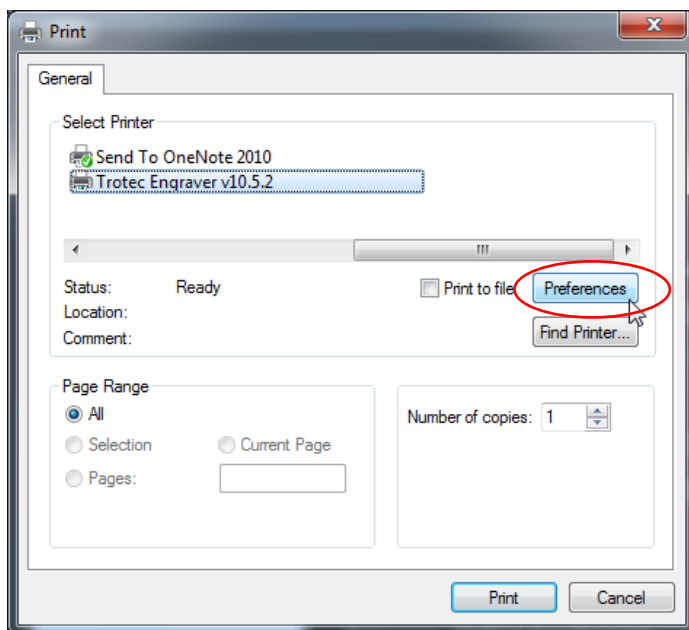 Print
General
Select Printer
Send To OneNote 2010
Trotec Engraver v10.5.2
Status: Ready
Print to file
Preferences
Location:
Comment:
Find Printer...
Page Range
All
Selection
Current Page
Pages:
Number of copies: 1
Print
Cancel